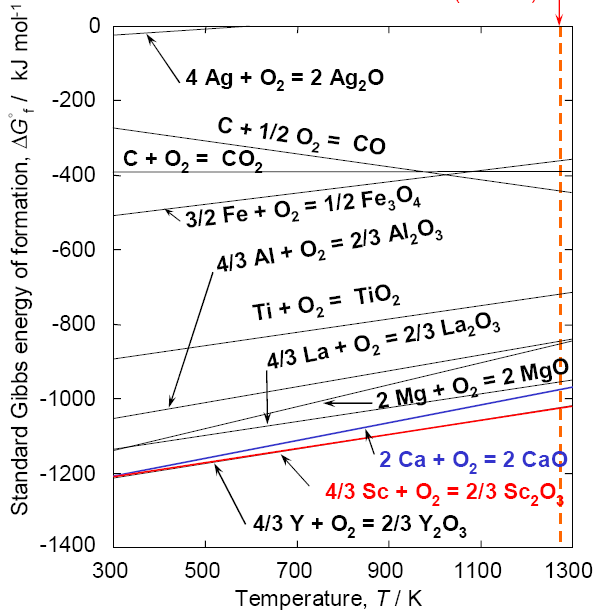 0
-200
-400
-600
-800
-1000
-1200
-1400
300
500
700
900
1100
1300
Temperature, T / K
Standard Gibbs energy of formation, ΔG°f / kJ mol-1
4 Ag + O2 = 2 Ag2O
C + 1/2 O2 = CO
C + O2 = CO2
3/2 Fe + O2 = 1/2 Fe3O4
4/3 Al + O2 = 2/3 Al2O3
Ti + O2 = TiO2
4/3 La + O2 = 2/3 La2O3
2 Mg + O2 = 2 MgO
2 Ca + O2 = 2 CaO
4/3 Sc + O2 = 2/3 Sc2O3
4/3 Y + O2 = 2/3 Y2O3